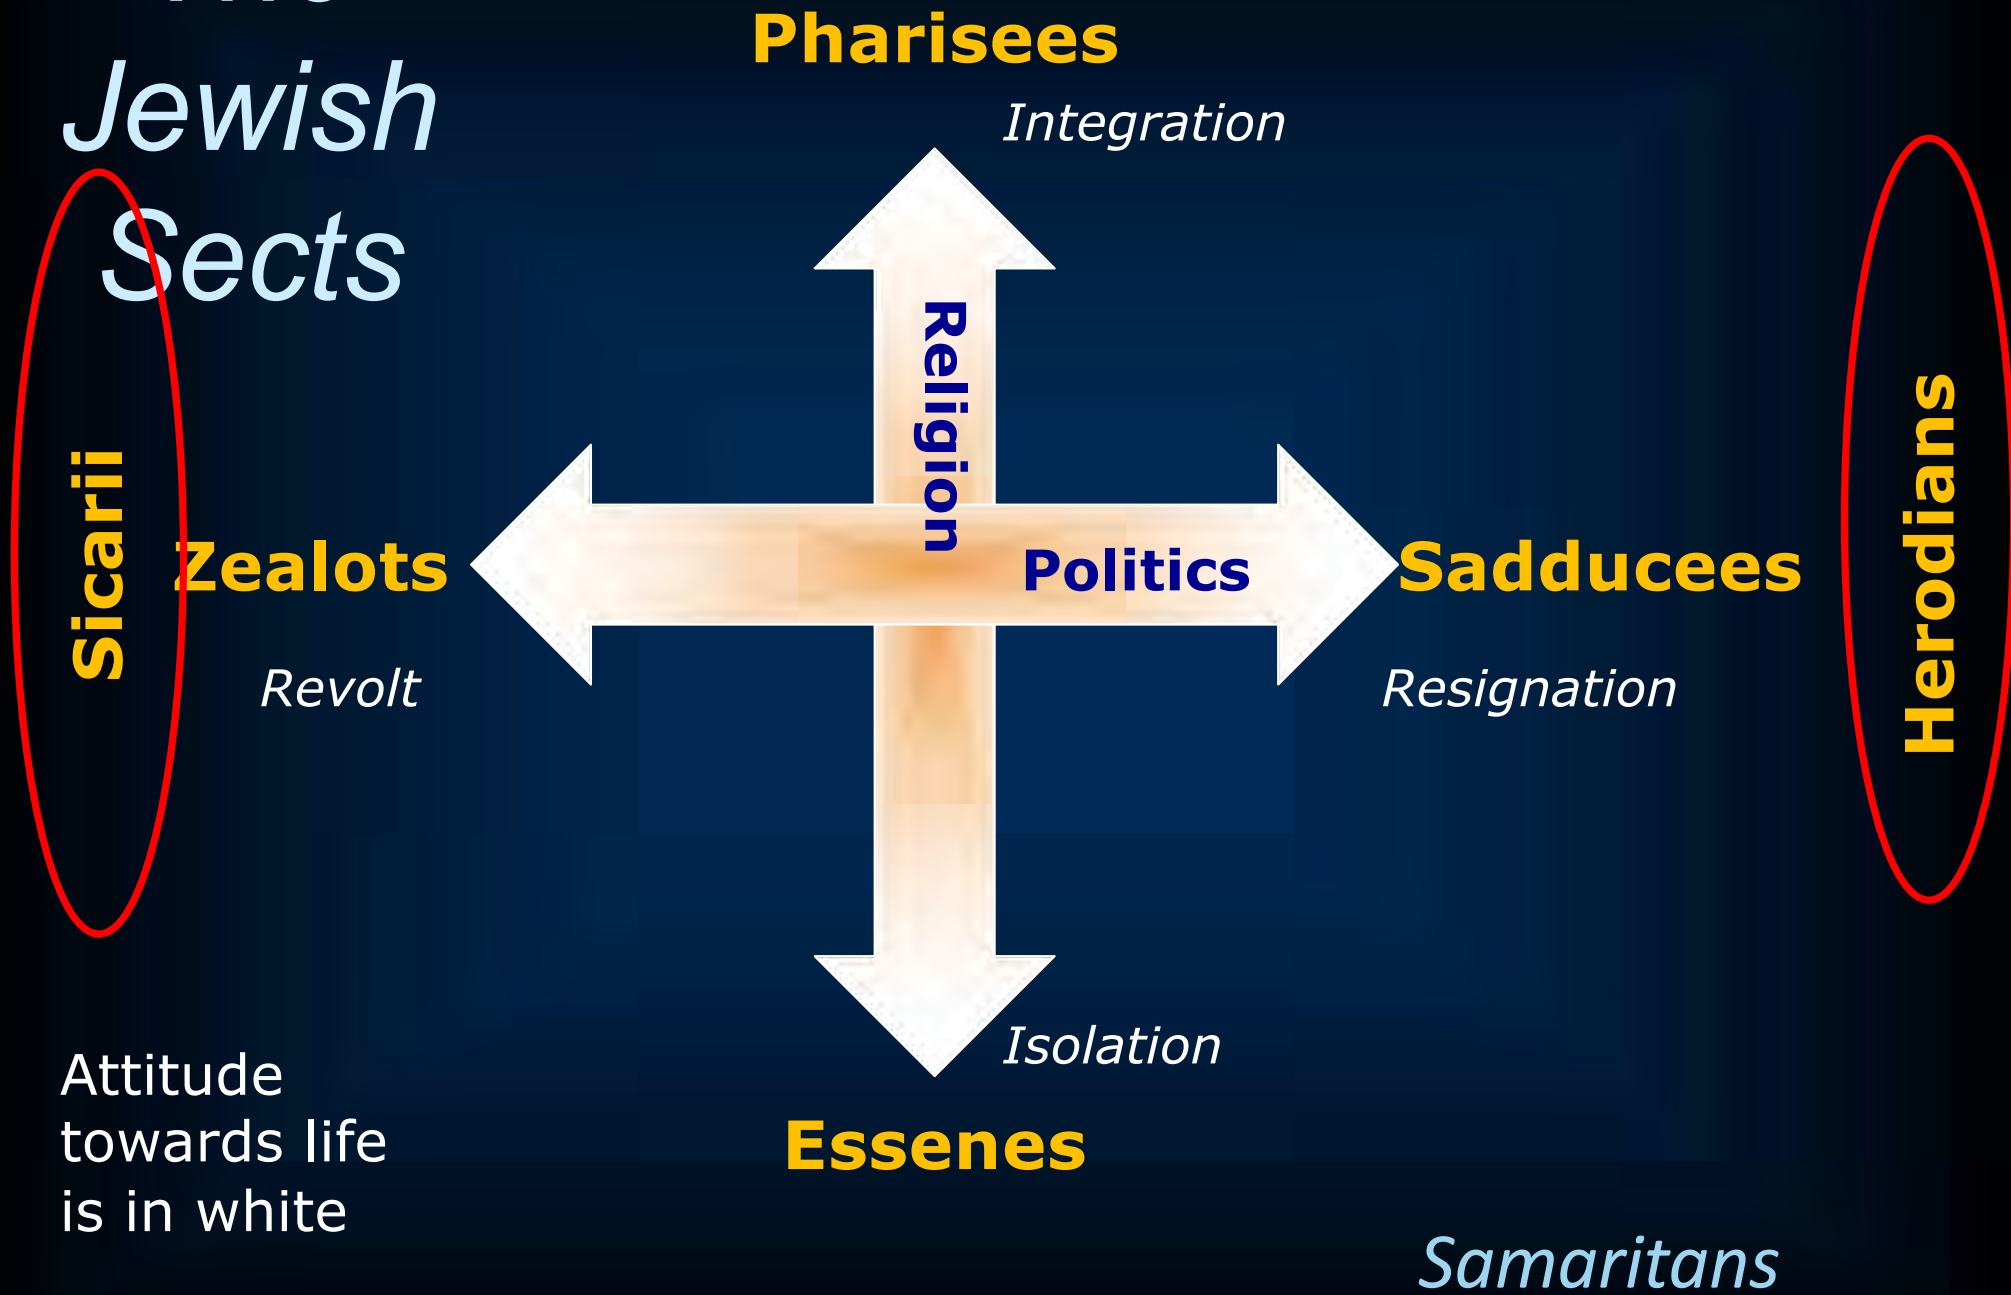 Jewish
Sects
Pharisees
Integration
Religion
Politics
Sicarii
Zealots
Revolt
Sadducees
Resignation
Herodians
Isolation
Essenes
Attitude
towards life
is in white
Samaritans